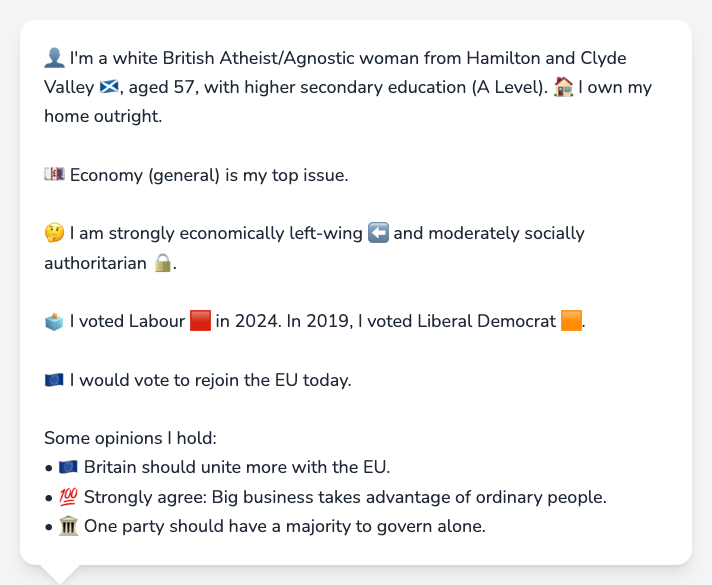 👤 I'm a white British Atheist/Agnostic woman from Hamilton and Clyde
Valley 🏴󠁧󠁢󠁳󠁣󠁴󠁿, aged 57, with higher secondary education (A Level). 🏠 I own my
home outright.
💷 Economy (general) is my top issue.
🤔 I am strongly economically left-wing ⬅️ and moderately socially
authoritarian 🔒.
🗳️ I voted Labour 🟥 in 2024. In 2019, I voted Liberal Democrat 🟧.
🇪🇺 I would vote to rejoin the EU today.
Some opinions I hold:
• 🇪🇺 Britain should unite more with the EU.
• 💯 Strongly agree: Big business takes advantage of ordinary people.
• 🏛️ One party should have a majority to govern alone.